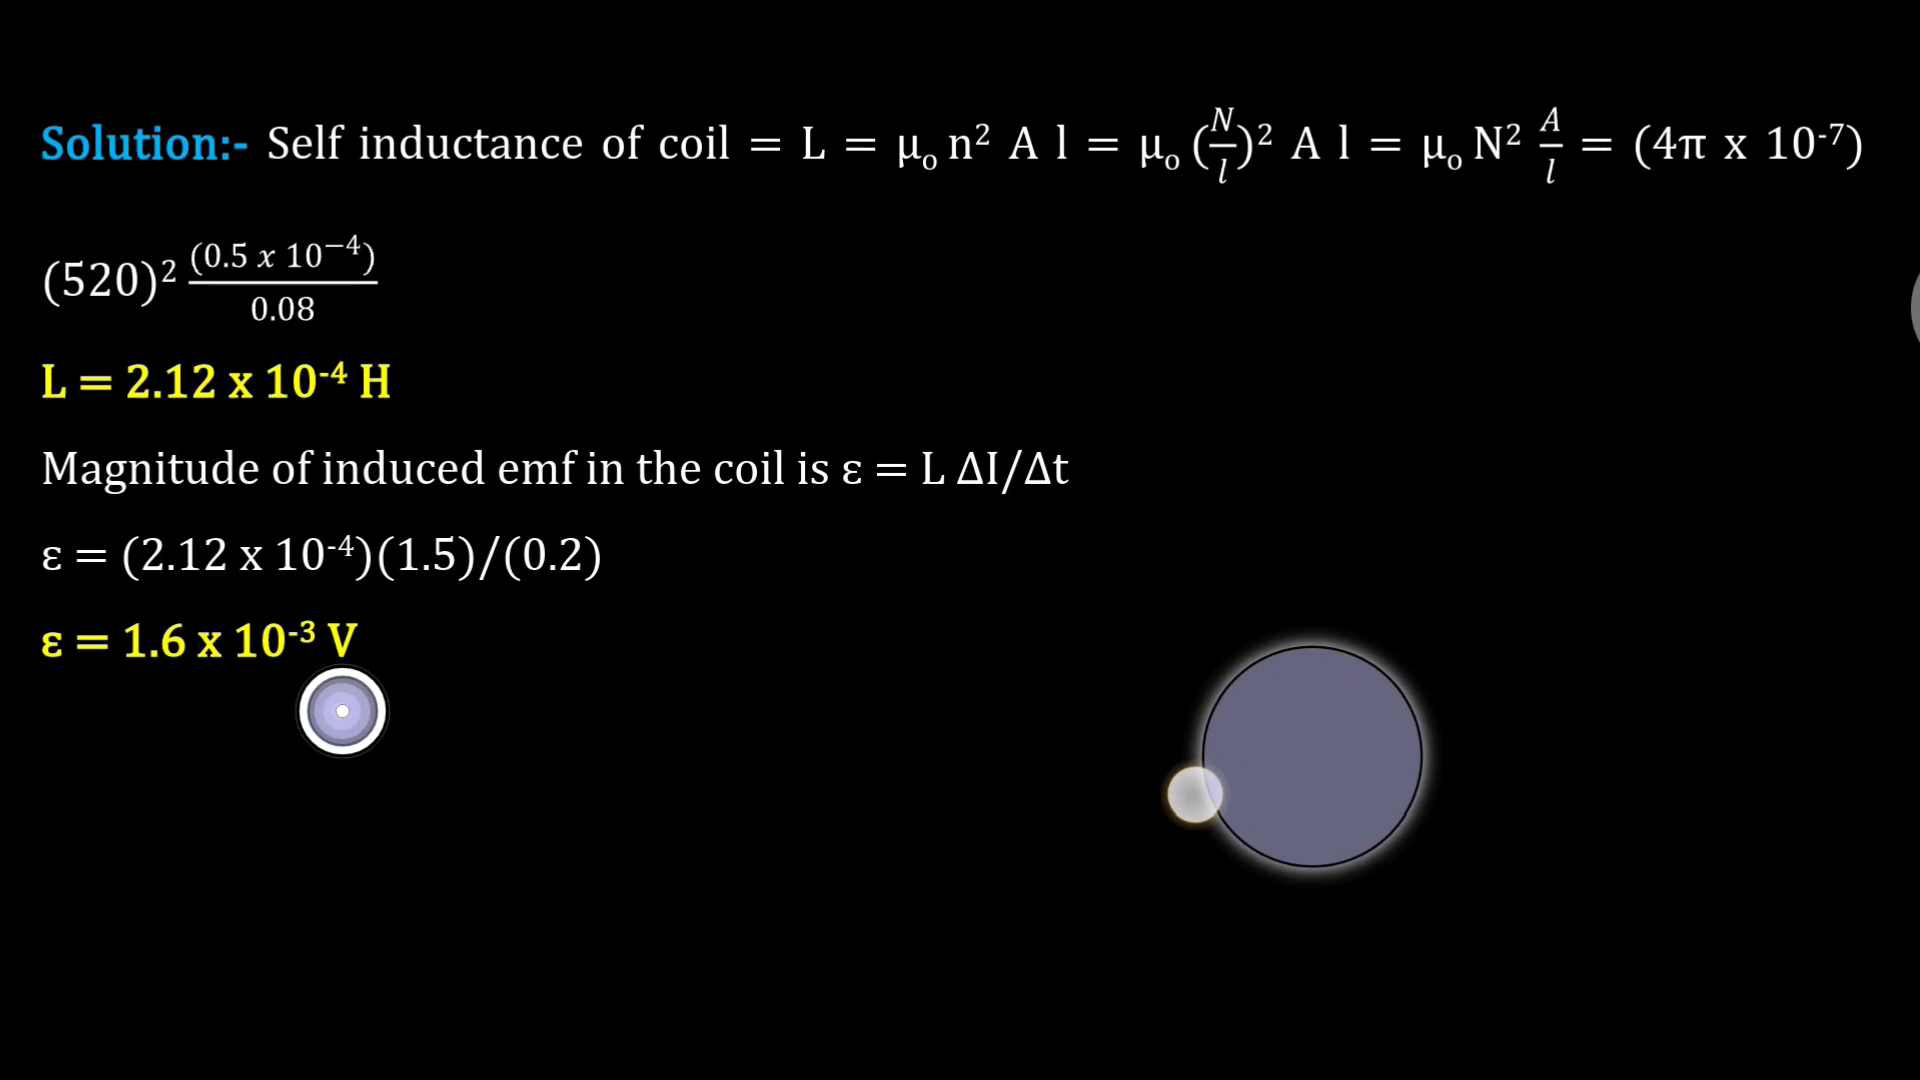 Solution:- Self inductance of coil = L = μₒ n² A l = μₒ (N/l)² A l = μₒ N² A/l = (4π x 10⁻⁷)
(520)² (0.5 x 10⁻⁴)/0.08
L = 2.12 x 10⁻⁴ H
Magnitude of induced emf in the coil is ε = L ΔI/Δt
ε = (2.12 x 10⁻⁴)(1.5)/(0.2)
ε = 1.6 x 10⁻³ V